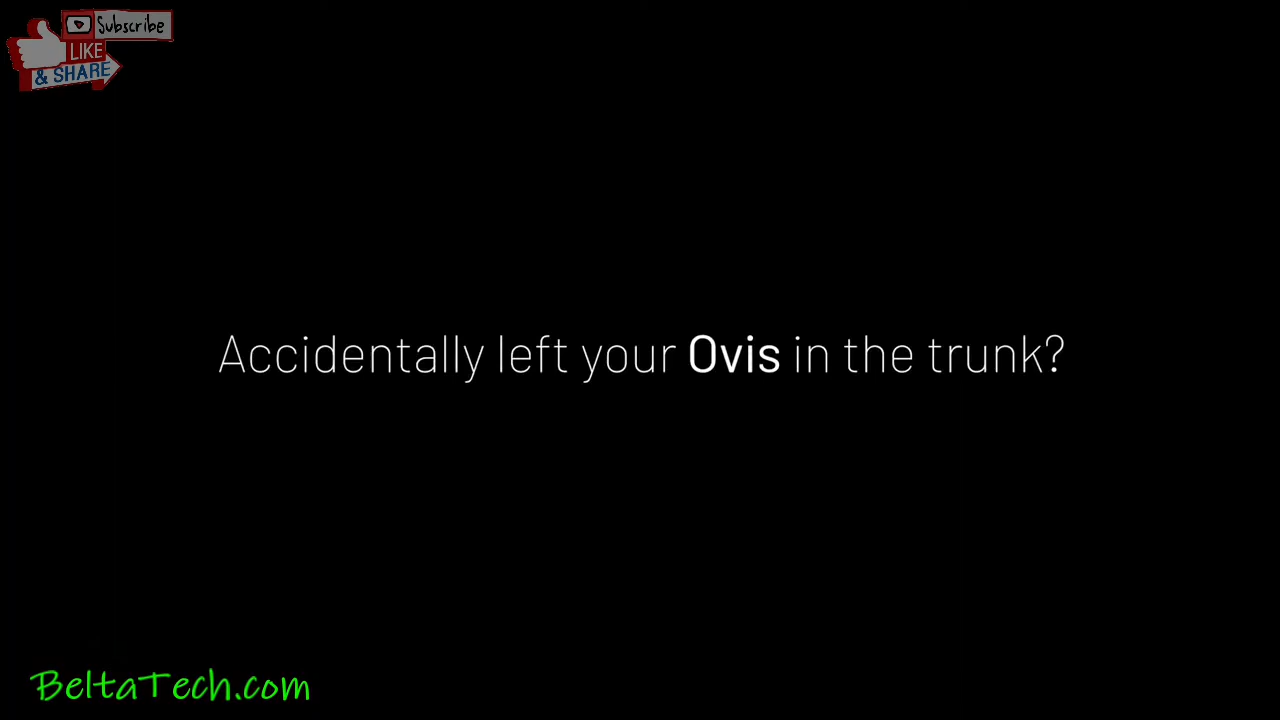 Subscribe
LIKE
& SHARE
Accidentally left your Ovis in the trunk?
BeltaTech.com